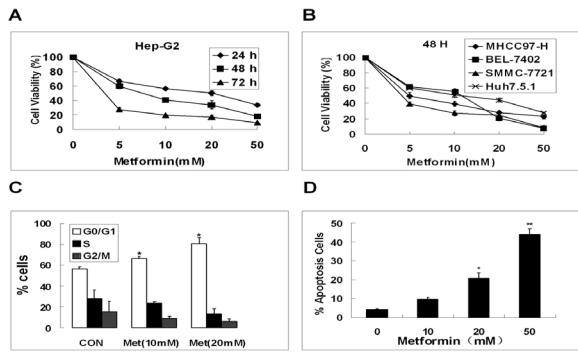 A
Hep-G2
Cell Viability (%)
120
100
80
60
40
20
0
24 h
48 h
72 h
0 5 10 20 50
Metformin(mM)
B
48 H
Cell Viability (%)
120
100
80
60
40
20
0
MHCC97-H
BEL-7402
SMMC-7721
Huh7.5.1
0 5 10 20 50
Metformin(mM)
C
% cells
100
80
60
40
20
0
G0/G1
S
G2/M
* *
CON Met(10mM) Met(20mM)
D
% Apoptosis Cells
50
40
30
20
10
0
* **
0 10 20 50
Metformin (mM)